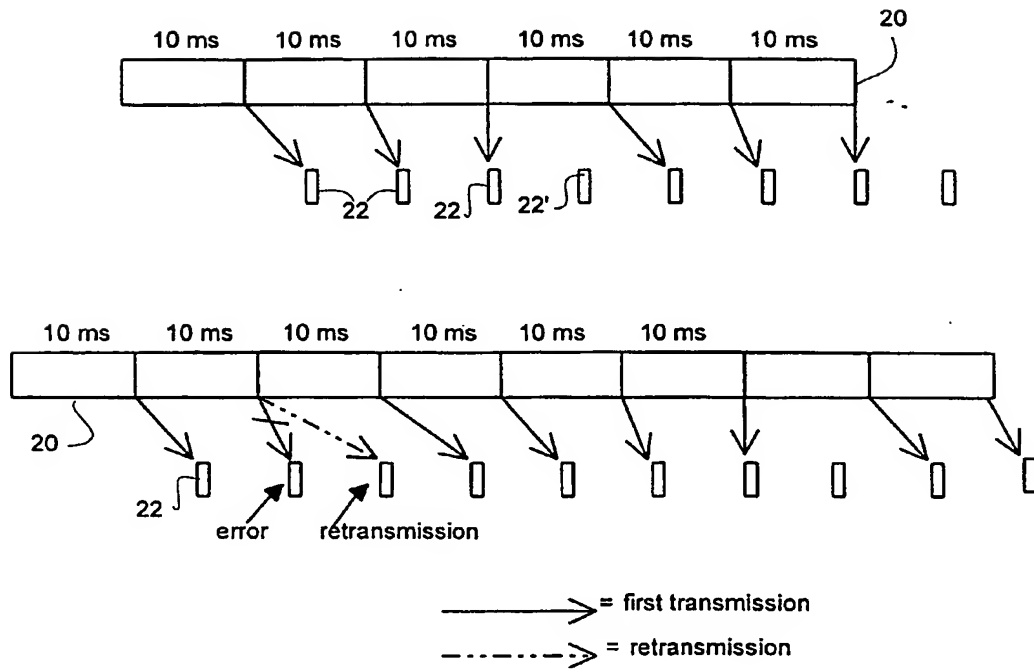 20
10 ms 10 ms 10 ms 10 ms 10 ms 10 ms
22 22 22'
10 ms 10 ms 10 ms 10 ms 10 ms 10 ms
20
22
error retransmission
= first transmission
= retransmission